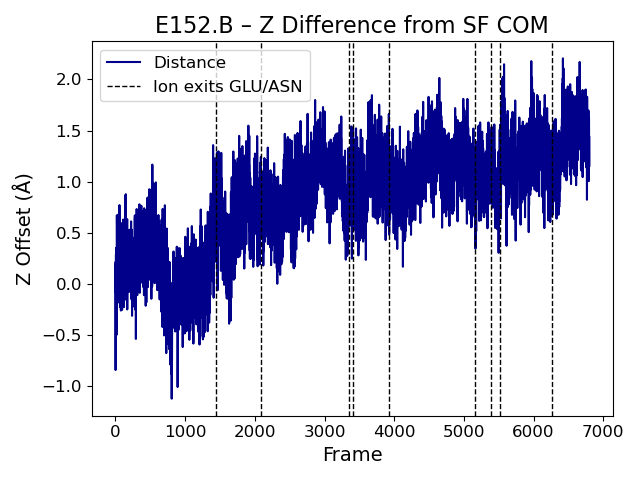 E152.B – Z Difference from SF COM
Distance
Ion exits GLU/ASN
Z Offset (Å)
2.0
1.5
1.0
0.5
0.0
−0.5
−1.0
0 1000 2000 3000 4000 5000 6000 7000
Frame